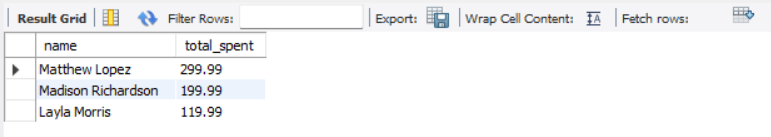 Result Grid Filter Rows: Export: Wrap Cell Content: IA Fetch rows:
name total_spent
Matthew Lopez 299.99
Madison Richardson 199.99
Layla Morris 119.99